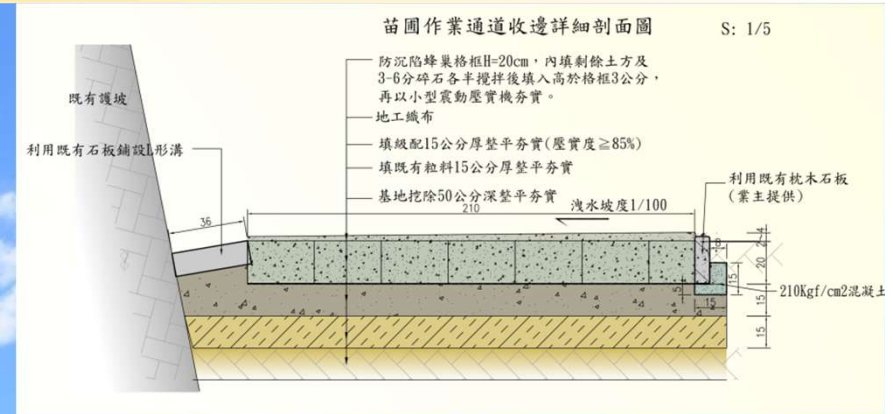 苗圃作業通道收邊詳細剖面圖
S: 1/5
防沉陷蜂巢格框H=20cm，內填剩餘土方及
3-6分碎石各半攪拌後填入高於格框3公分，
再以小型震動壓實機夯實。
既有護坡
地工織布
填級配15公分厚整平夯實(壓實度≧85%)
利用既有石板鋪設L形溝
填既有粒料15公分厚整平夯實
利用既有枕木石板
(業主提供)
基地挖除50公分深整平夯實
210
洩水坡度1/100
36
4
20
15
5
15
15
15
210Kgf/cm2混凝土